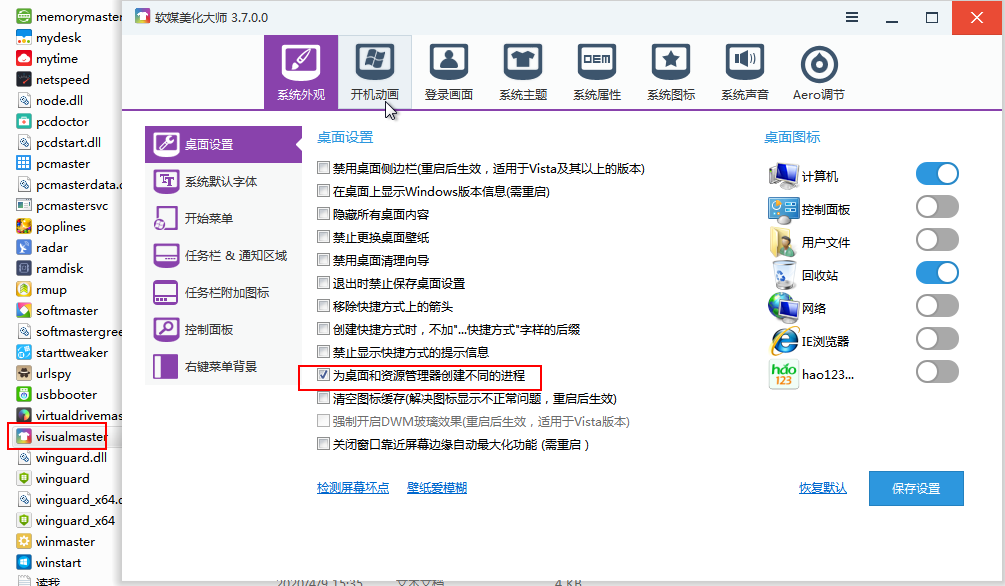 memorymaster
mydesk
mytime
netspeed
node.dll
pcdoctor
pcdstart.dll
pcmaster
pcmasterdata.d
pcmastersvc
poplines
radar
ramdisk
rmup
softmaster
softmastergree
starttweaker
urlspy
usbbooter
virtualdrivemas
visualmaster
winguard.dll
winguard
winguard_x64.d
winguard_x64
winmaster
winstart
读我
软媒美化大师 3.7.0.0
系统外观
开机动画
登录画面
系统主题
DEM
系统属性
系统图标
系统声音
Aero调节
桌面设置
系统默认字体
开始菜单
任务栏 & 通知区域
任务栏附加图标
控制面板
右键菜单背景
桌面设置
禁用桌面侧边栏(重启后生效，适用于Vista及其以上的版本)
在桌面上显示Windows版本信息(需重启)
隐藏所有桌面内容
禁止更换桌面壁纸
禁用桌面清理向导
退出时禁止保存桌面设置
移除快捷方式上的箭头
创建快捷方式时，不加"...快捷方式"字样的后缀
禁止显示快捷方式的提示信息
为桌面和资源管理器创建不同的进程
清空图标缓存(解决图标显示不正常问题，重启后生效)
强制开启DWM玻璃效果(重启后生效，适用于Vista版本)
关闭窗口靠近屏幕边缘自动最大化功能 (需重启 )
检测屏幕坏点
壁纸爱模糊
桌面图标
计算机
控制面板
用户文件
回收站
网络
IE浏览器
hao123
hao123...
恢复默认
保存设置
2020/4/9 15:35
文本文档
4 KB